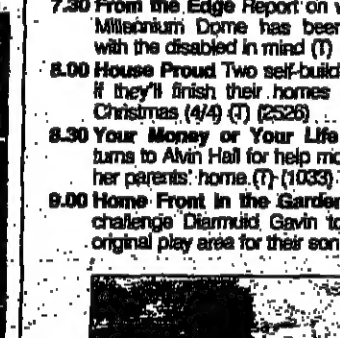 7.30 From the Edge Report on
Millennium Dome has been
with the disabled in mind (T)
8.00 House Proud Two self-build
if they'll finish their homes
Christmas (4/4) (T) (2526)
8.30 Your Money or Your Life
turns to Alvin Hall for help
her parents' home (T) (1033)
9.00 Home Front in the Garden
challenge Diarmuid Gavin to
original play area for their son